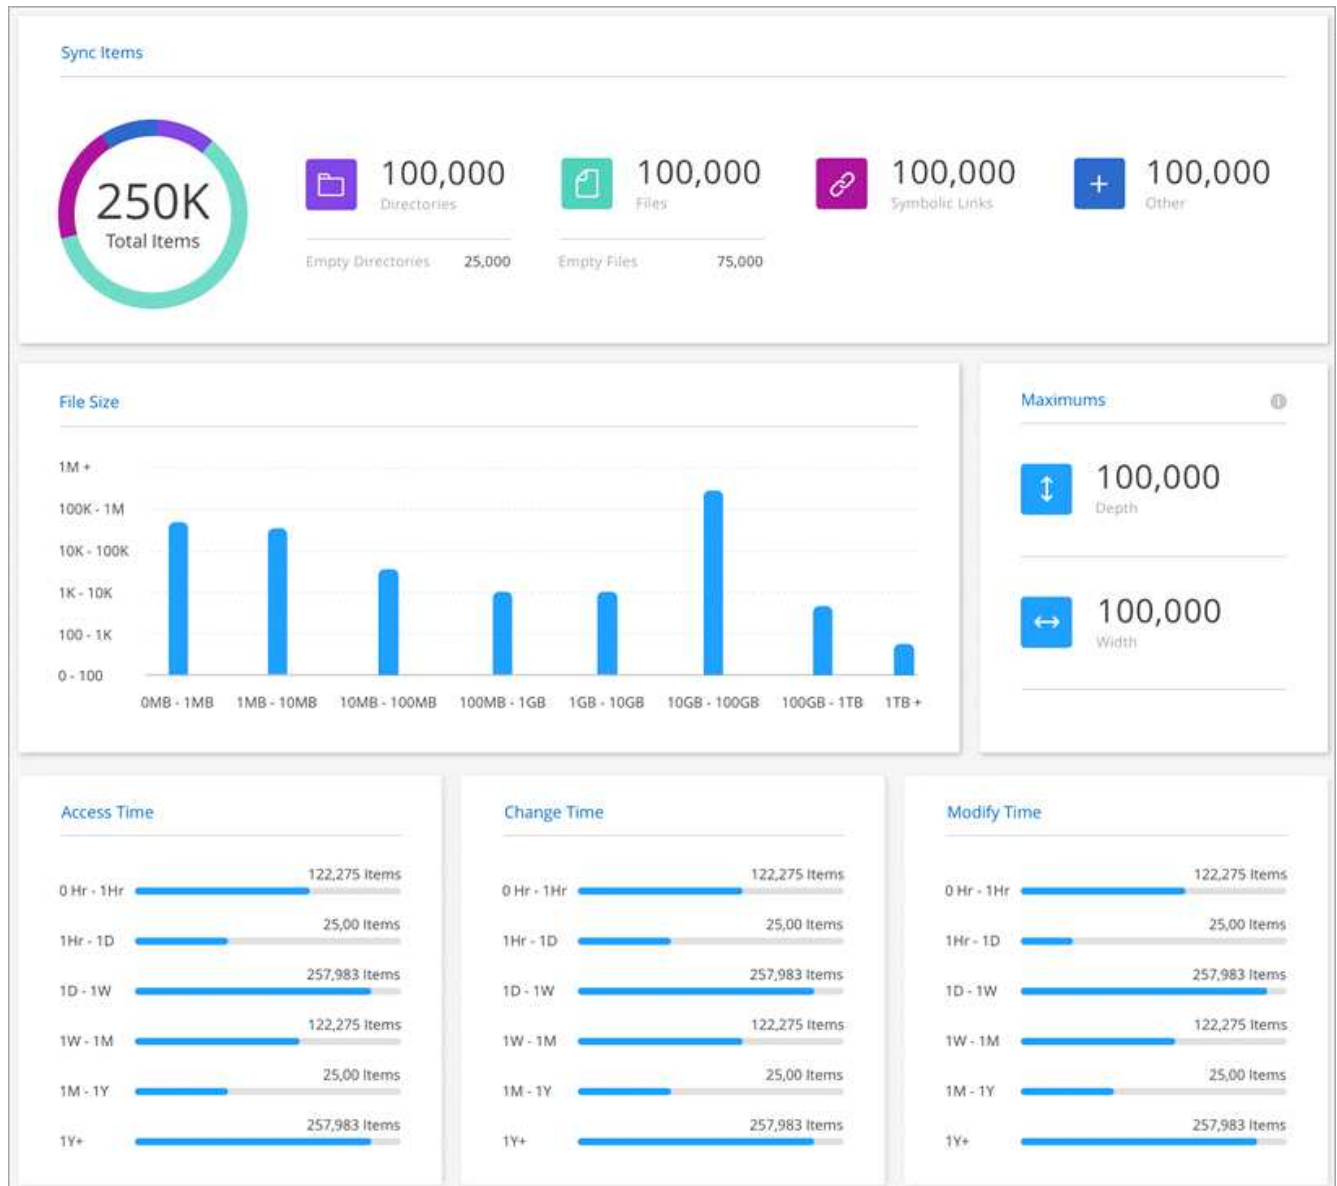 Sync Items
250K
Total Items
100,000
Directories
Empty Directories 25,000
100,000
Files
Empty Files 75,000
100,000
Symbolic Links
100,000
Other
File Size
1M +
100K - 1M
10K - 100K
1K - 10K
100 - 1K
0 - 100
0MB - 1MB 1MB - 10MB 10MB - 100MB 100MB - 1GB 1GB - 10GB 10GB - 100GB 100GB - 1TB 1TB +
Maximums
100,000
Depth
100,000
Width
Access Time
122,275 Items
0 Hr - 1Hr
25,00 Items
1Hr - 1D
257,983 Items
1D - 1W
122,275 Items
1W - 1M
25,00 Items
1M - 1Y
257,983 Items
1Y+
Change Time
122,275 Items
0 Hr - 1Hr
25,00 Items
1Hr - 1D
257,983 Items
1D - 1W
122,275 Items
1W - 1M
25,00 Items
1M - 1Y
257,983 Items
1Y+
Modify Time
122,275 Items
0 Hr - 1Hr
25,00 Items
1Hr - 1D
257,983 Items
1D - 1W
122,275 Items
1W - 1M
25,00 Items
1M - 1Y
257,983 Items
1Y+